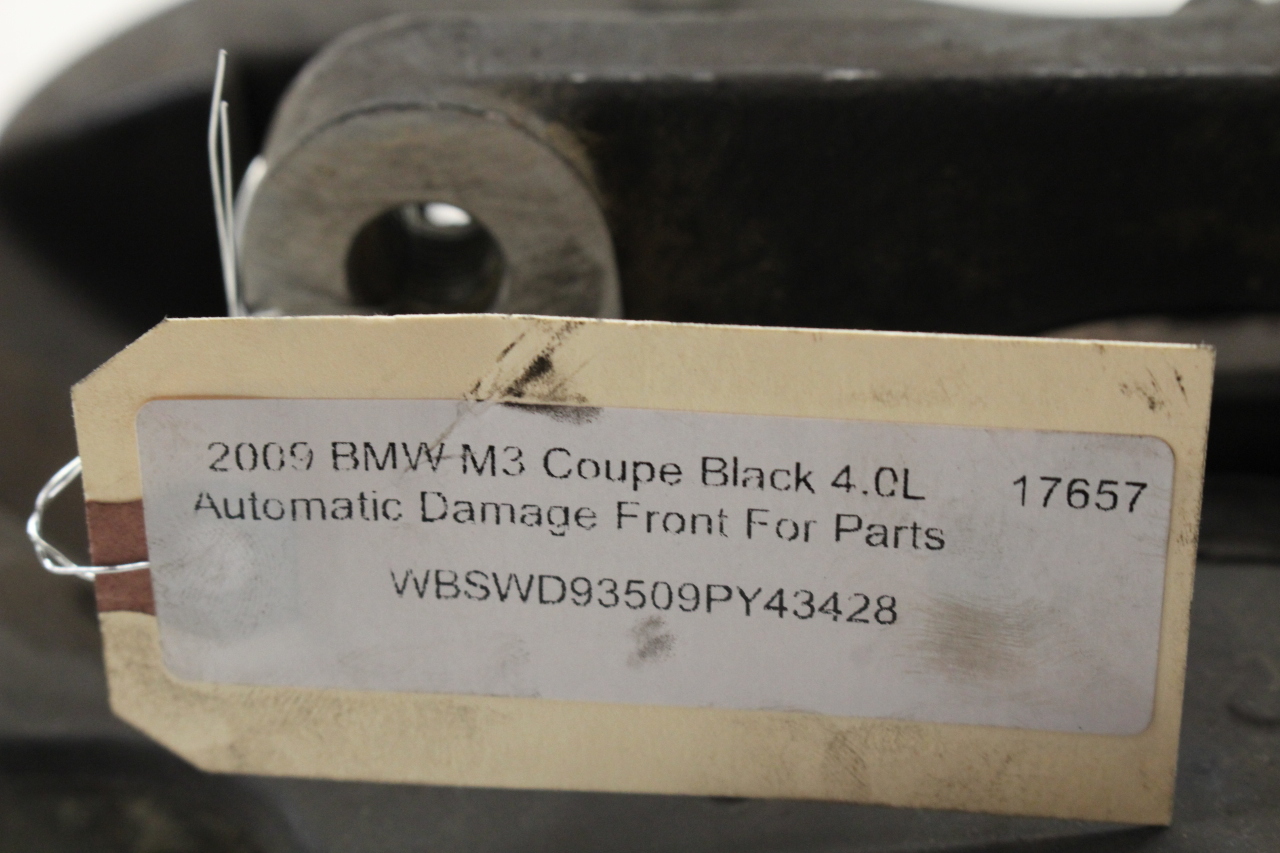 2009 BMW M3 Coupe Black 4.0L 17657
Automatic Damage Front For Parts
WBSWD93509PY43428